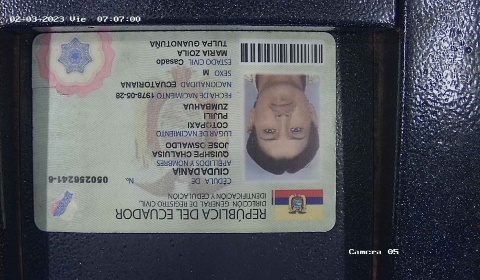 02-03-2023 Vie 07:07:00
REPÚBLICA DEL ECUADOR
DIRECCIÓN GENERAL DE REGISTRO CIVIL
IDENTIFICACIÓN Y CEDULACIÓN
CÉDULA DE
CIUDADANÍA
Nº
050256241-6
APELLIDOS Y NOMBRES
QUISHPE CHALUISA
JOSE OSWALDO
LUGAR DE NACIMIENTO
COTOPAXI
PUJILI
ZUMBAHUA
FECHA DE NACIMIENTO 1978-05-28
NACIONALIDAD ECUATORIANA
SEXO M
ESTADO CIVIL Casado
MARIA ZOILA
TULPA GUANOTUÑA
Camera 05